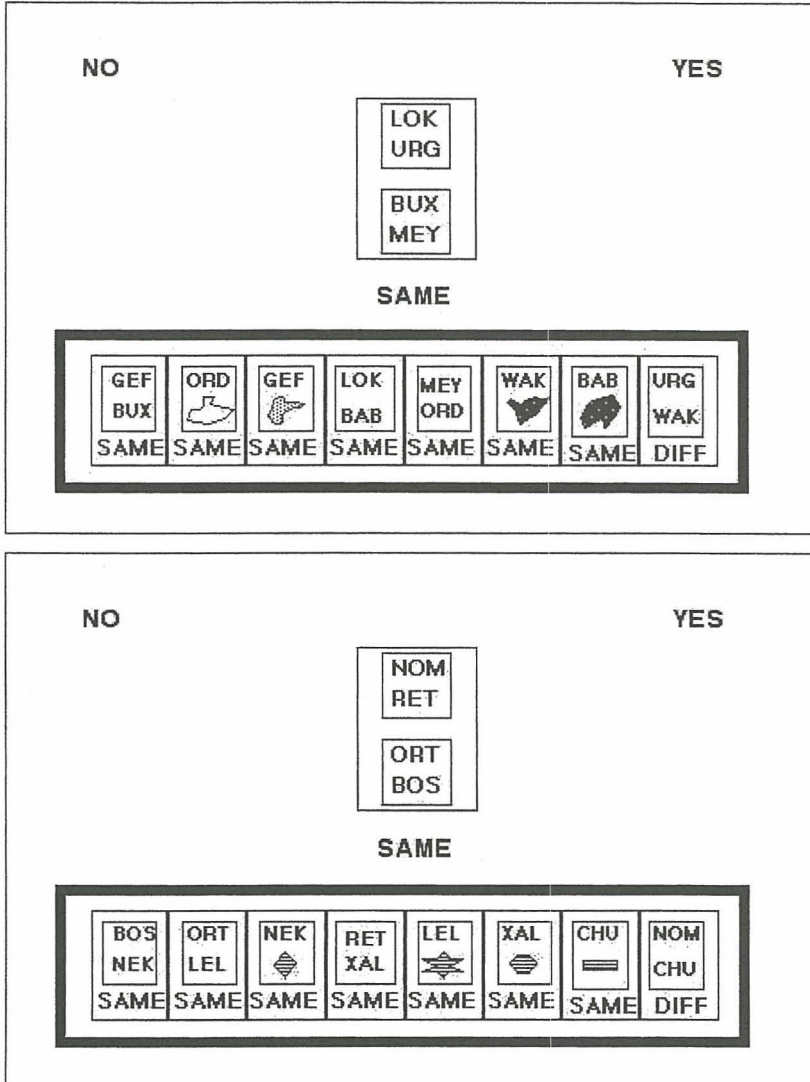 NO YES
LOK
URG
BUX
MEY
SAME
GEF ORD GEF LOK MEY WAK BAB URG
BUX BAB ORD WAK
SAME SAME SAME SAME SAME SAME SAME DIFF
NO YES
NOM
RET
ORT
BOS
SAME
BOS ORT NEK RET LEL XAL CHU NOM
NEK LEL XAL CHU
SAME SAME SAME SAME SAME SAME SAME DIFF